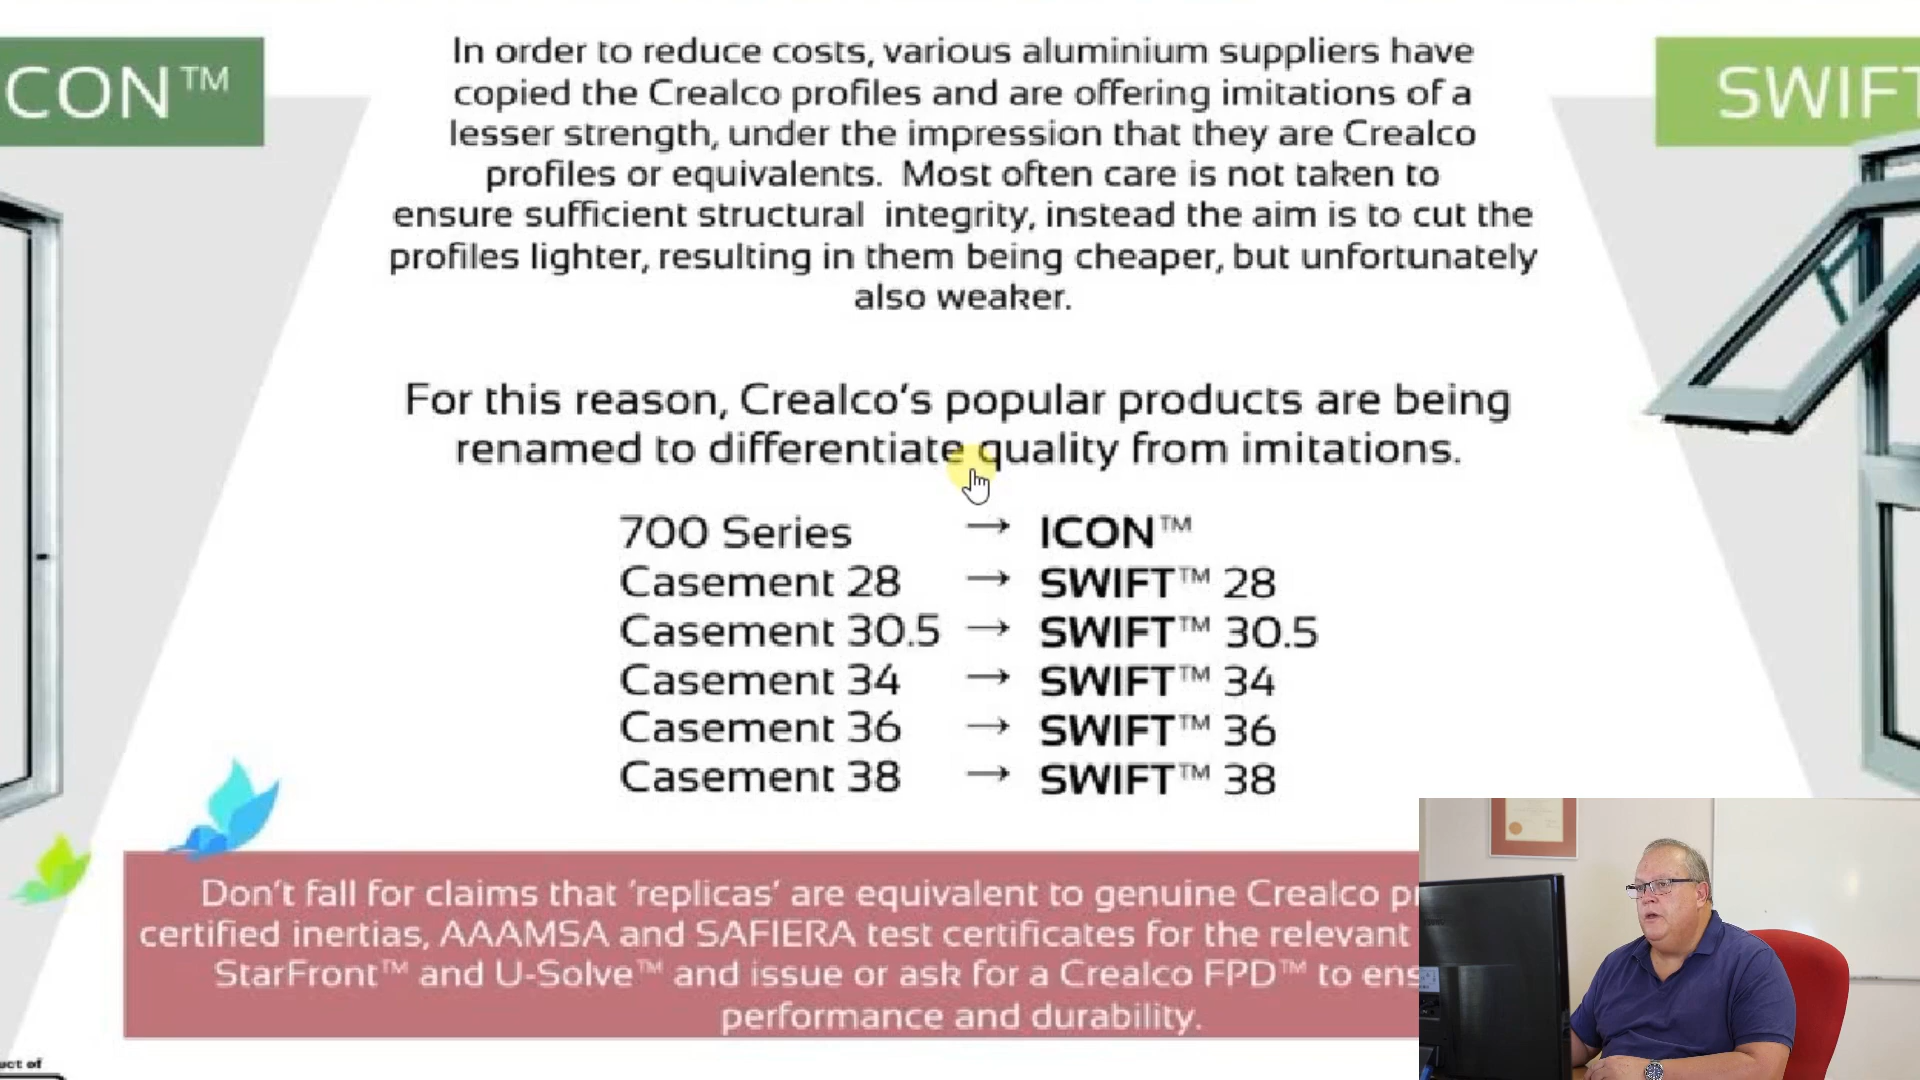 CON™
SWIFT
In order to reduce costs, various aluminium suppliers have
copied the Crealco profiles and are offering imitations of a
lesser strength, under the impression that they are Crealco
profiles or equivalents. Most often care is not taken to
ensure sufficient structural integrity, instead the aim is to cut the
profiles lighter, resulting in them being cheaper, but unfortunately
also weaker.
For this reason, Crealco's popular products are being
renamed to differentiate quality from imitations.
700 Series → ICON™
Casement 28 → SWIFT™ 28
Casement 30.5 → SWIFT™ 30.5
Casement 34 → SWIFT™ 34
Casement 36 → SWIFT™ 36
Casement 38 → SWIFT™ 38
Don't fall for claims that 'replicas' are equivalent to genuine Crealco pr
certified inertias, AAAMSA and SAFIERA test certificates for the relevant
StarFront™ and U-Solve™ and issue or ask for a Crealco FPD™ to ens
performance and durability.
uct of